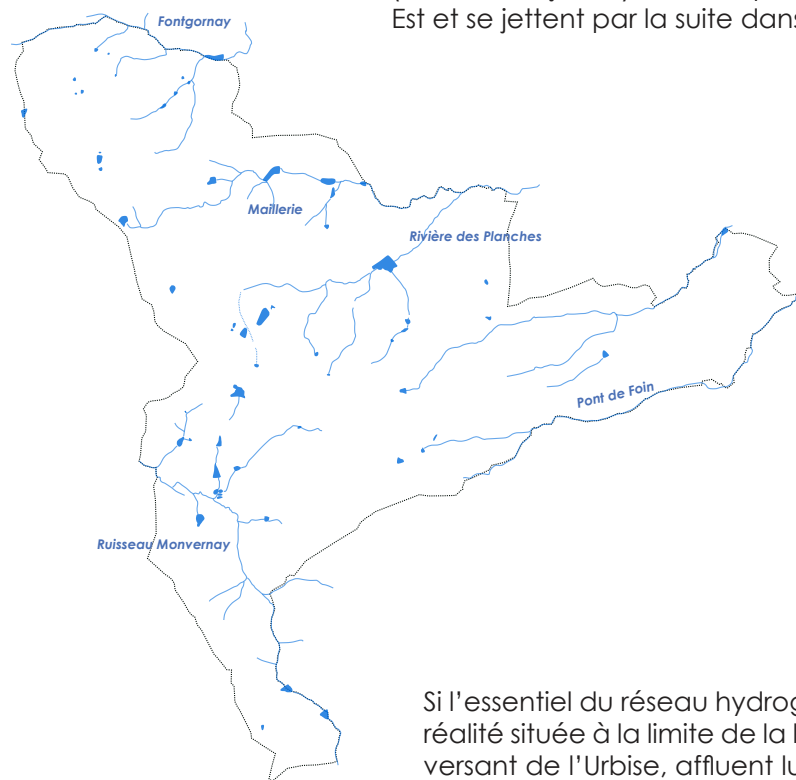 Est et se jettent par la suite dans
Fontgornay
Maillerie
Rivière des Planches
Pont de Foin
Ruisseau Monvernay
Si l’essentiel du réseau hydrog
réalité située à la limite de la
versant de l’Urbise, affluent lu